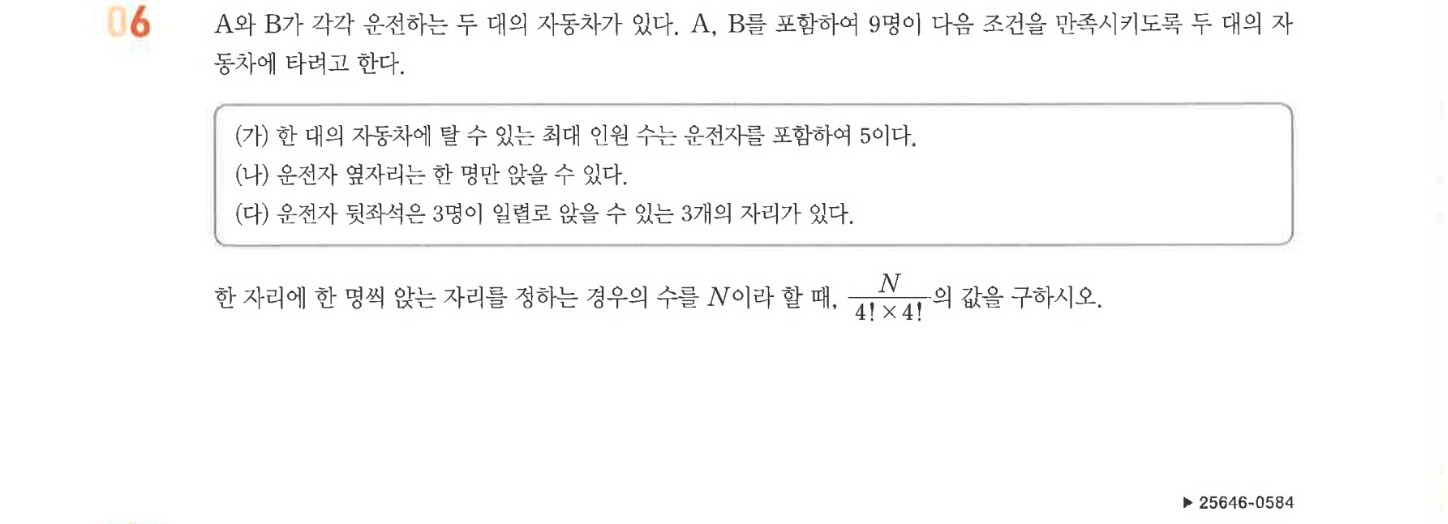 06
A와 B가 각각 운전하는 두 대의 자동차가 있다. A, B를 포함하여 9명이 다음 조건을 만족시키도록 두 대의 자
동차에 타려고 한다.
(가) 한 대의 자동차에 탈 수 있는 최대 인원 수는 운전자를 포함하여 5이다.
(나) 운전자 옆자리는 한 명만 앉을 수 있다.
(다) 운전자 뒷좌석은 3명이 일렬로 앉을 수 있는 3개의 자리가 있다.
한 자리에 한 명씩 앉는 자리를 정하는 경우의 수를 N이라 할 때, N/(4!×4!)의 값을 구하시오.
▶ 25646-0584